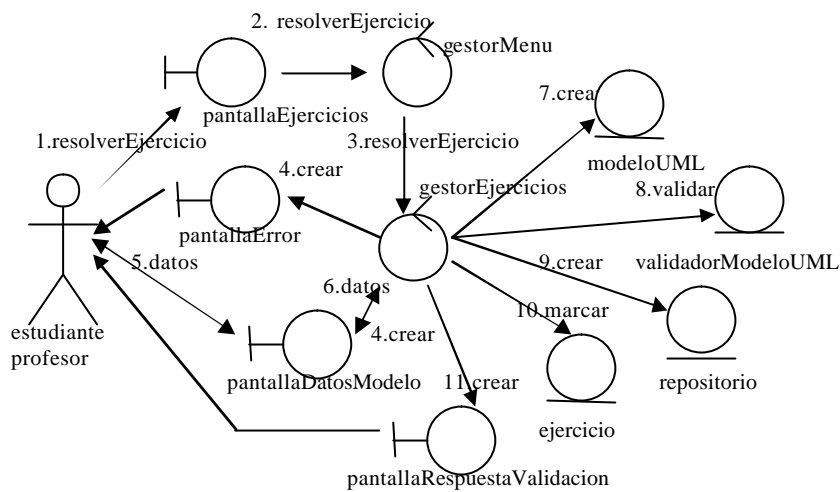 2. resolverEjercicio
gestorMenu
7.crear
pantallaEjercicios
1.resolverEjercicio
3.resolverEjercicio
4.crear
modeloUML
gestorEjercicios
8.validar
pantallaError
5.datos
9.crear
validadorModeloUML
6.datos
10.marcar
estudiante
profesor
4.crear
pantallaDatosModelo
11.crear
repositorio
ejercicio
pantallaRespuestaValidacion